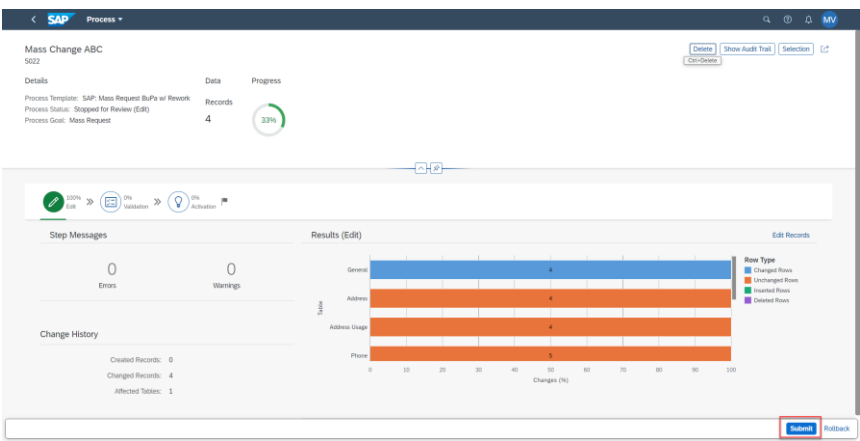 SAP Process
MV
Mass Change ABC
5022
Delete Show Audit Trail Selection
Ctrl+Delete
Details
Process Template: SAP: Mass Request BuPa w/ Rework
Process Status: Stopped for Review (Edit)
Process Goal: Mass Request
Data
Records
4
Progress
33%
100%
Edit
0%
Validation
0%
Activation
Step Messages
0
Errors
0
Warnings
Change History
Created Records: 0
Changed Records: 4
Affected Tables: 1
Results (Edit)
Edit Records
Table
General 4
Address 4
Address Usage 4
Phone 5
0 10 20 30 40 50 60 70 80 90 100
Changes (%)
Row Type
Changed Rows
Unchanged Rows
Inserted Rows
Deleted Rows
Submit Rollback